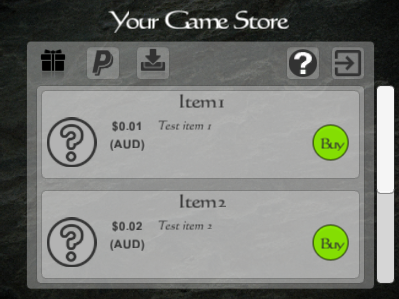 Your Game Store
Item1
$0.01
Test item 1
(AUD)
Buy
Item2
$0.02
Test item 2
(AUD)
Buy